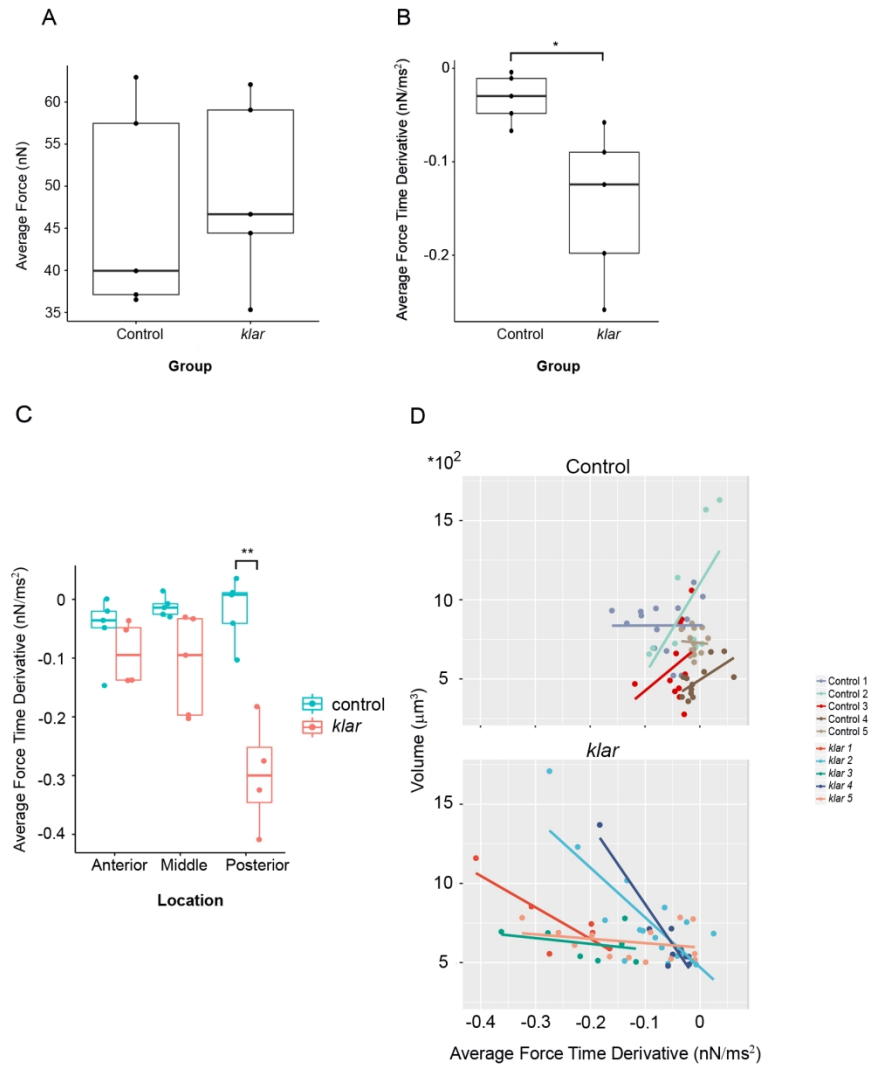 A
Average Force (nN)
60
55
50
45
40
35
Control
klar
Group
B
*
Average Force Time Derivative (nN/ms²)
0
-0.1
-0.2
Control
klar
Group
C
Average Force Time Derivative (nN/ms²)
**
0
-0.1
-0.2
-0.3
-0.4
Anterior
Middle
Posterior
Location
control
klar
D
*10²
Control
15
10
5
Volume (μm³)
klar
15
10
5
-0.4
-0.3
-0.2
-0.1
0
Average Force Time Derivative (nN/ms²)
Control 1
Control 2
Control 3
Control 4
Control 5
klar 1
klar 2
klar 3
klar 4
klar 5